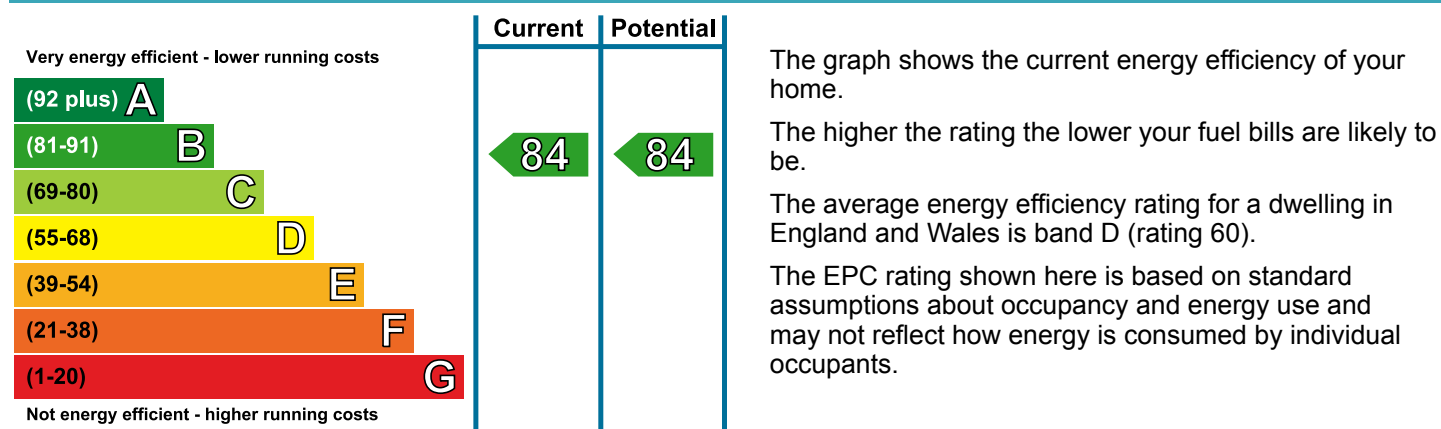 Current Potential
Very energy efficient - lower running costs
(92 plus) A
(81-91) B
84 84
(69-80) C
(55-68) D
(39-54) E
(21-38) F
(1-20) G
Not energy efficient - higher running costs
The graph shows the current energy efficiency of your
home.
The higher the rating the lower your fuel bills are likely to
be.
The average energy efficiency rating for a dwelling in
England and Wales is band D (rating 60).
The EPC rating shown here is based on standard
assumptions about occupancy and energy use and
may not reflect how energy is consumed by individual
occupants.